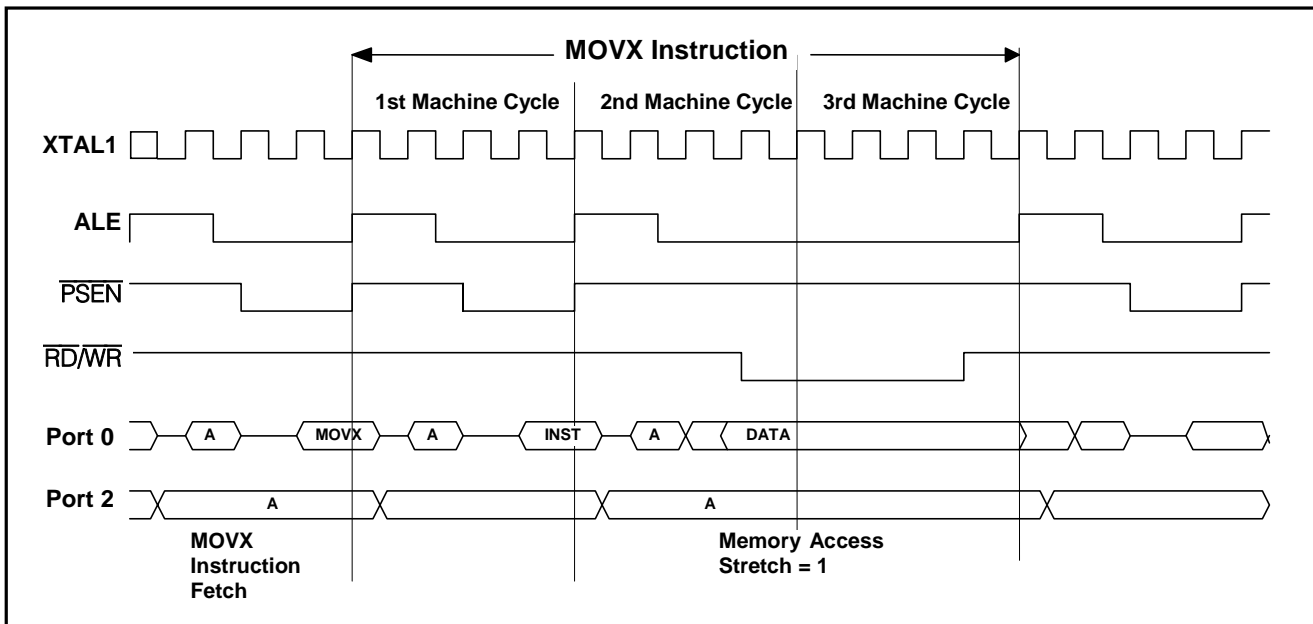 MOVX Instruction
1st Machine Cycle 2nd Machine Cycle 3rd Machine Cycle
XTAL1
ALE
PSEN
RD/WR
Port 0 A MOVX A INST A DATA
Port 2 A A
MOVX
Instruction
Fetch
Memory Access
Stretch = 1